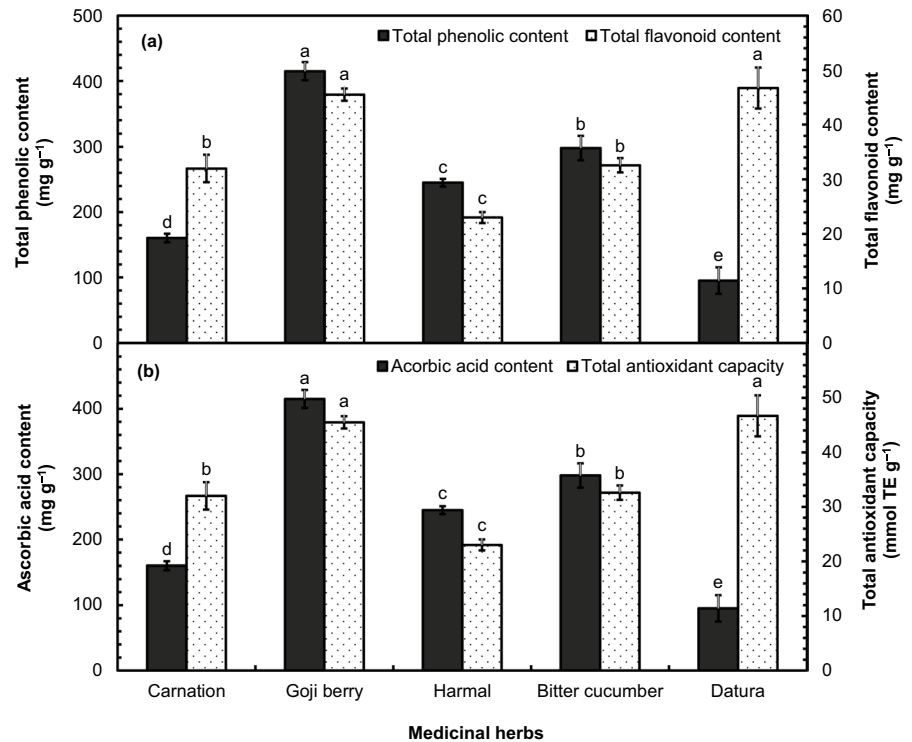 (a)
Total phenolic content
Total flavonoid content
500
400
300
200
100
0
Total phenolic content
(mg g⁻¹)
60
50
40
30
20
10
0
Total flavonoid content
(mg g⁻¹)
d
b
a
a
c
c
b
b
e
a
(b)
Acorbic acid content
Total antioxidant capacity
400
300
200
100
0
Ascorbic acid content
(mg g⁻¹)
50
40
30
20
10
0
Total antioxidant capacity
(mmol TE g⁻¹)
d
b
a
a
c
c
b
b
e
a
Carnation
Goji berry
Harmal
Bitter cucumber
Datura
Medicinal herbs